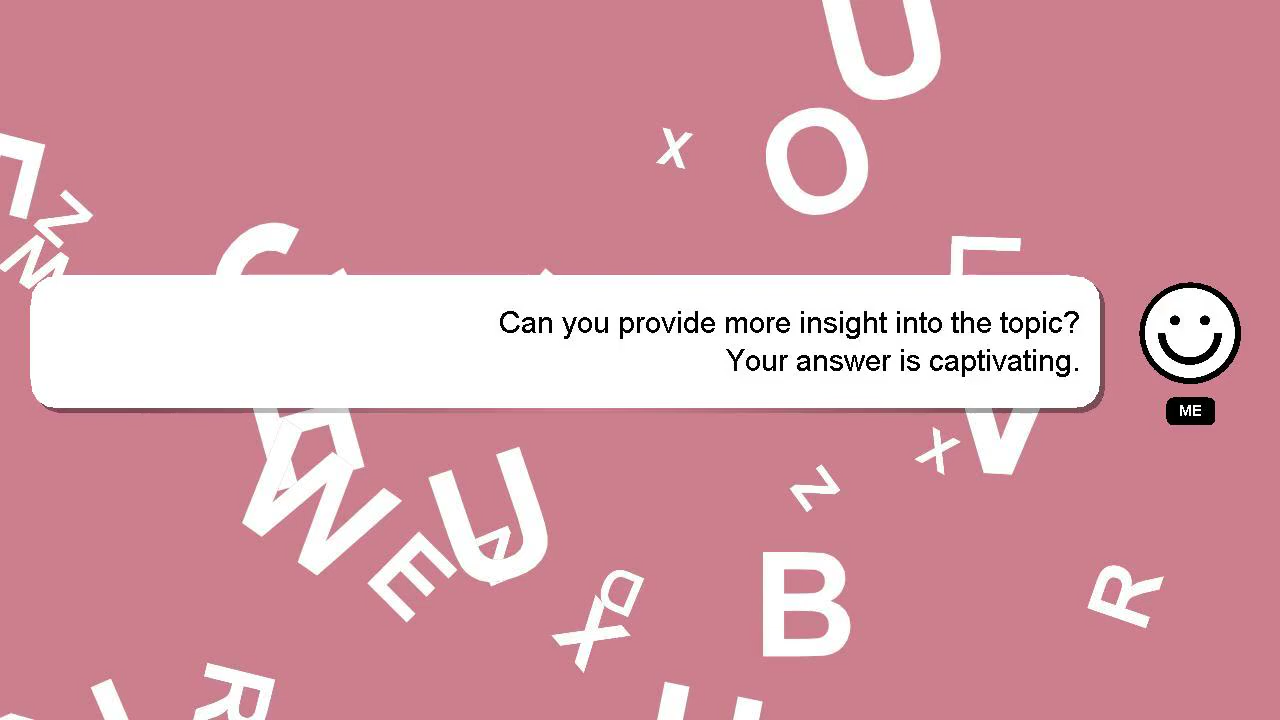 U
O
X
Z
M
Can you provide more insight into the topic?
Your answer is captivating.
ME
W
U
E
X
Z
D
X
B
R
R